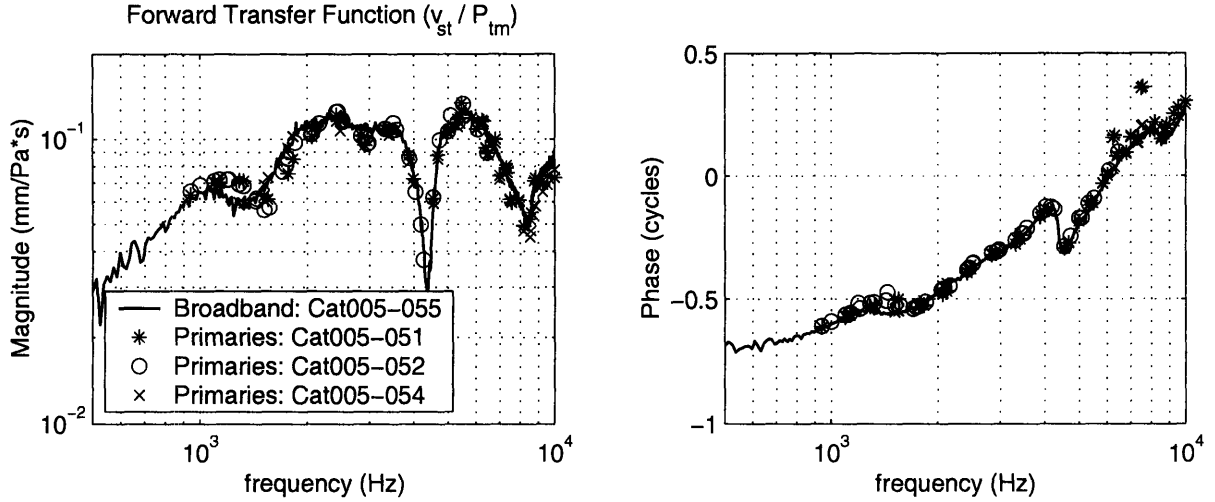 Forward Transfer Function (v_st / P_tm)
Magnitude (mm/Pa*s)
10^-1
10^-2
Broadband: Cat005-055
Primaries: Cat005-051
Primaries: Cat005-052
Primaries: Cat005-054
10^3
10^4
frequency (Hz)
Phase (cycles)
0.5
0
-0.5
-1
10^3
10^4
frequency (Hz)